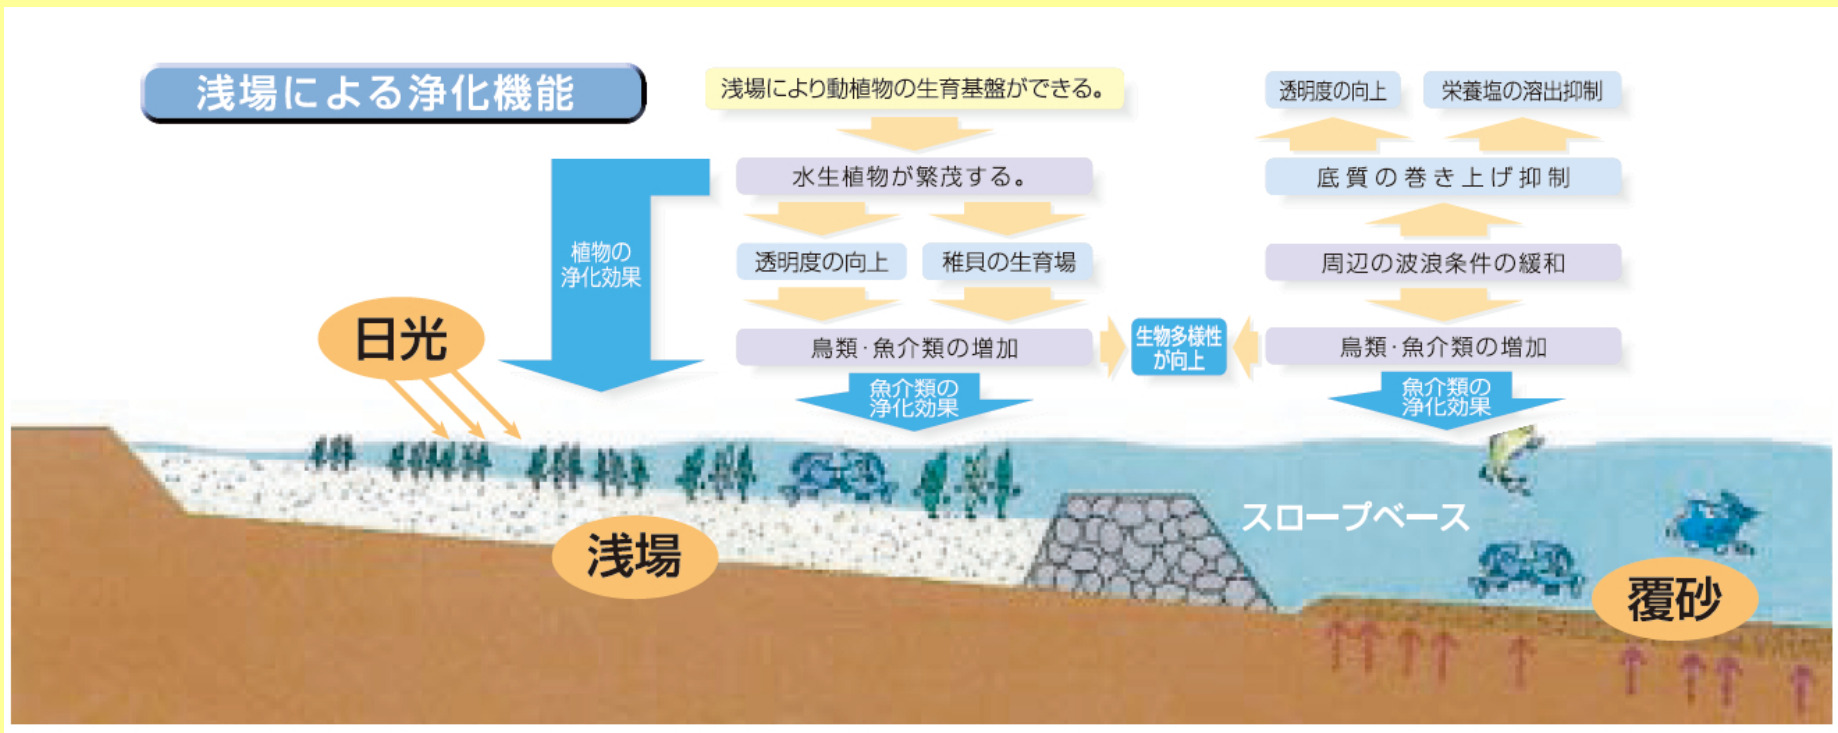 浅場による浄化機能
浅場により動植物の生育基盤ができる。
水生植物が繁茂する。
透明度の向上
稚貝の生育場
鳥類・魚介類の増加
植物の
浄化効果
魚介類の
浄化効果
生物多様性
が向上
透明度の向上
栄養塩の溶出抑制
底質の巻き上げ抑制
周辺の波浪条件の緩和
鳥類・魚介類の増加
魚介類の
浄化効果
日光
浅場
スロープベース
覆砂